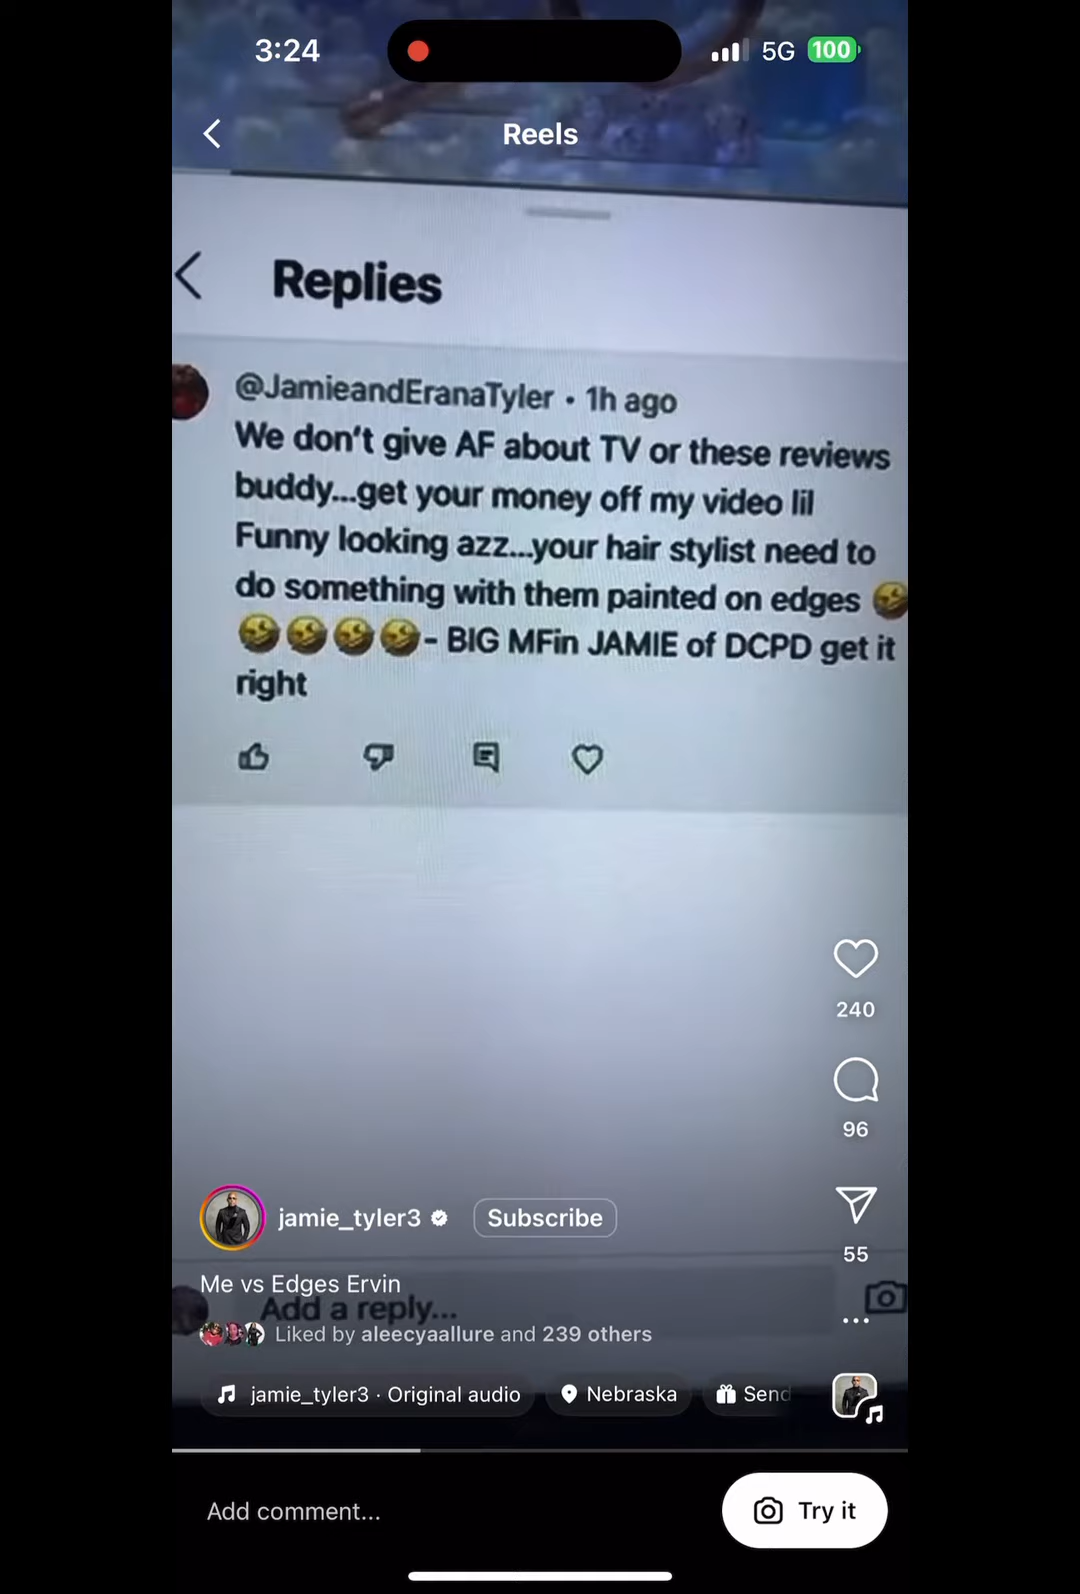 3:24
5G
100
Reels
Replies
@JamieandEranaTyler • 1h ago
We don't give AF about TV or these reviews
buddy...get your money off my video lil
Funny looking azz...your hair stylist need to
do something with them painted on edges 🤣
🤣🤣🤣🤣- BIG MFin JAMIE of DCPD get it
right
240
96
55
jamie_tyler3
Subscribe
Me vs Edges Ervin
Add a reply...
Liked by aleecyaallure and 239 others
jamie_tyler3 · Original audio
Nebraska
Send
Add comment...
Try it